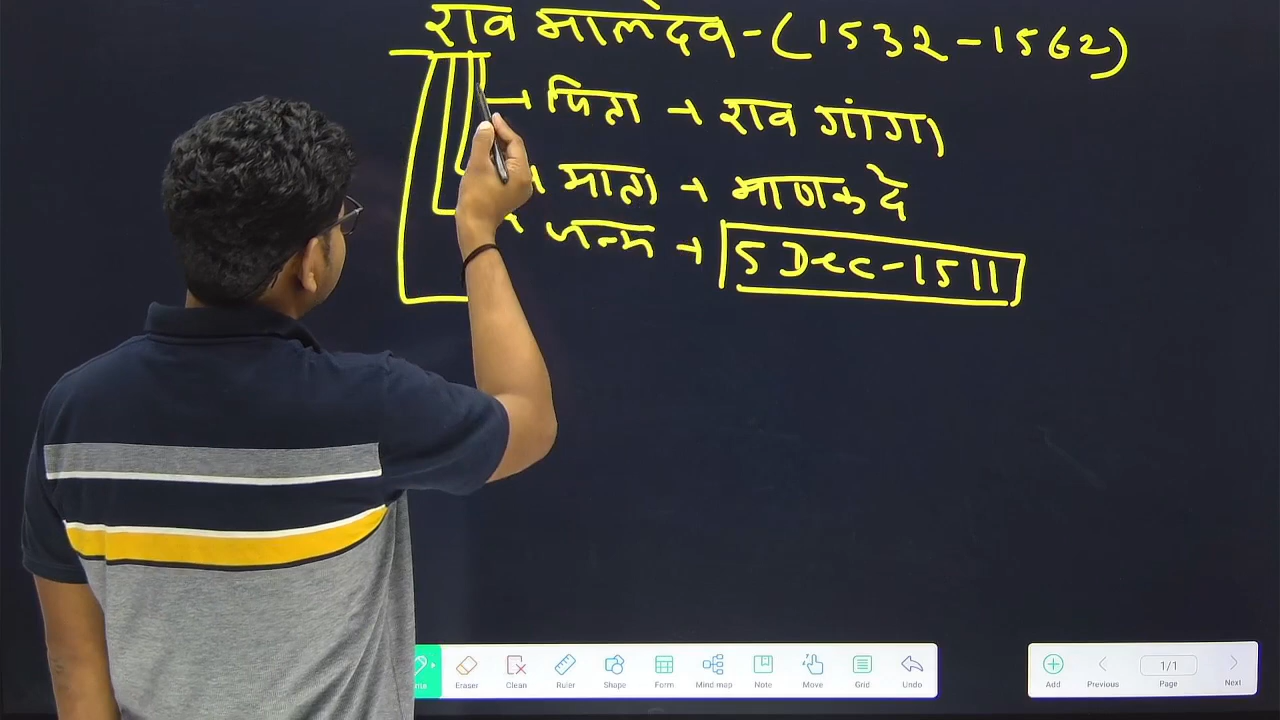 राव मालदेव-(1532-1562)
→ पिता → राव गांगा
→ माता → माणक दे
→ जन्म → 5 Dec-1511
Eraser Clean Ruler Shape Form Mind map Note Move Grid Undo
Add Previous 1/1 Page Next